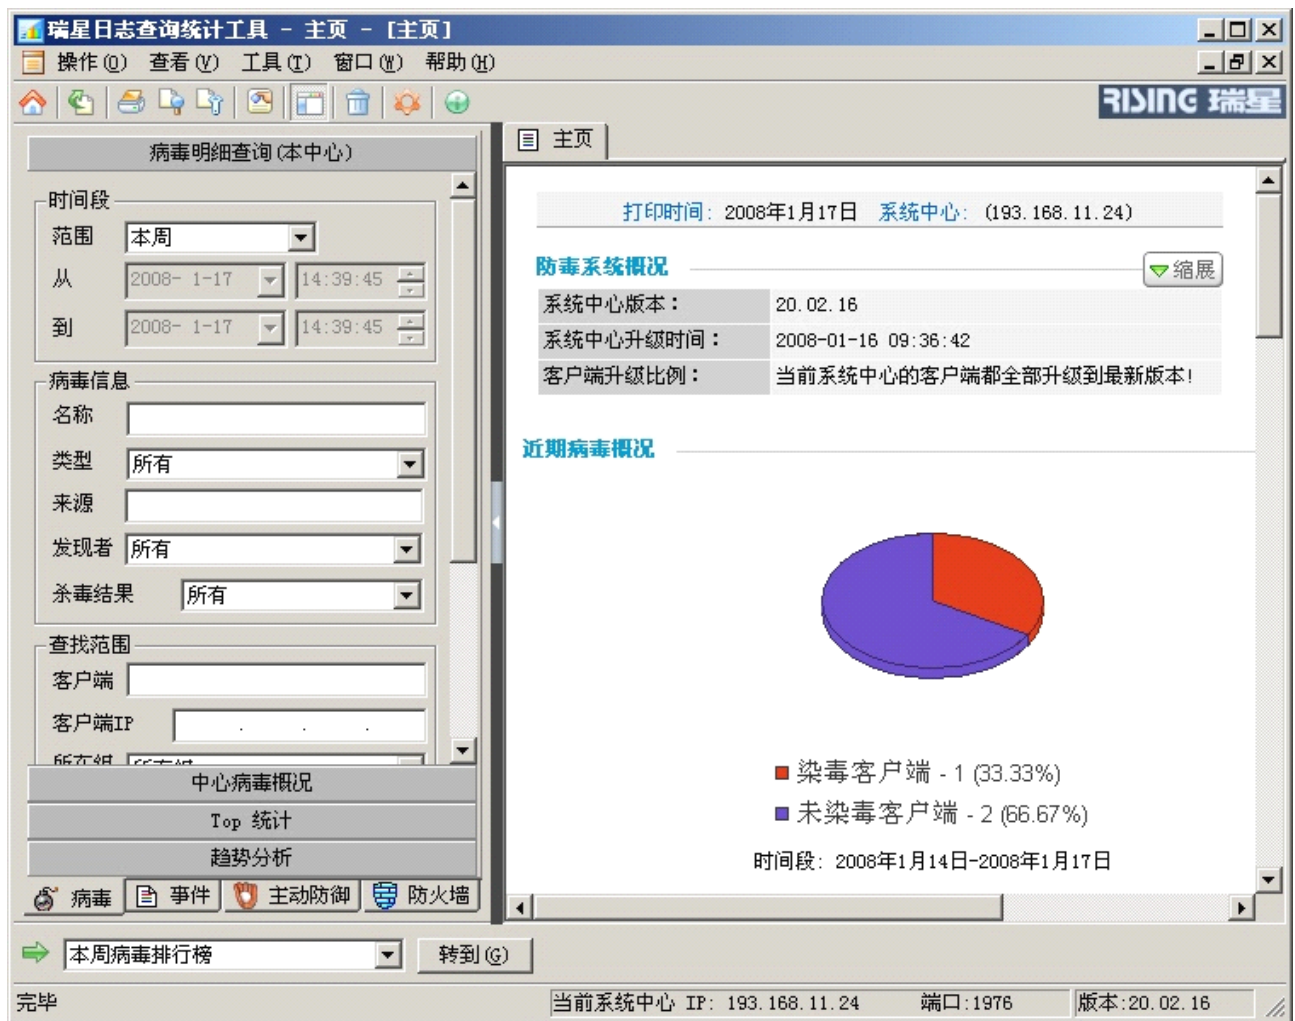 瑞星日志查询统计工具 - 主页 - [主页]
操作(O) 查看(V) 工具(T) 窗口(W) 帮助(H)
RISING 瑞星
病毒明细查询(本中心)
时间段
范围 本周
从 2008- 1-17 14:39:45
到 2008- 1-17 14:39:45
病毒信息
名称
类型 所有
来源
发现者 所有
杀毒结果 所有
查找范围
客户端
客户端IP . . .
中心病毒概况
Top 统计
趋势分析
病毒 事件 主动防御 防火墙
主页
打印时间: 2008年1月17日 系统中心: (193.168.11.24)
防毒系统概况 缩展
系统中心版本: 20.02.16
系统中心升级时间: 2008-01-16 09:36:42
客户端升级比例: 当前系统中心的客户端都全部升级到最新版本!
近期病毒概况
染毒客户端 - 1 (33.33%)
未染毒客户端 - 2 (66.67%)
时间段: 2008年1月14日-2008年1月17日
本周病毒排行榜 转到(G)
完毕 当前系统中心 IP: 193.168.11.24 端口:1976 版本:20.02.16